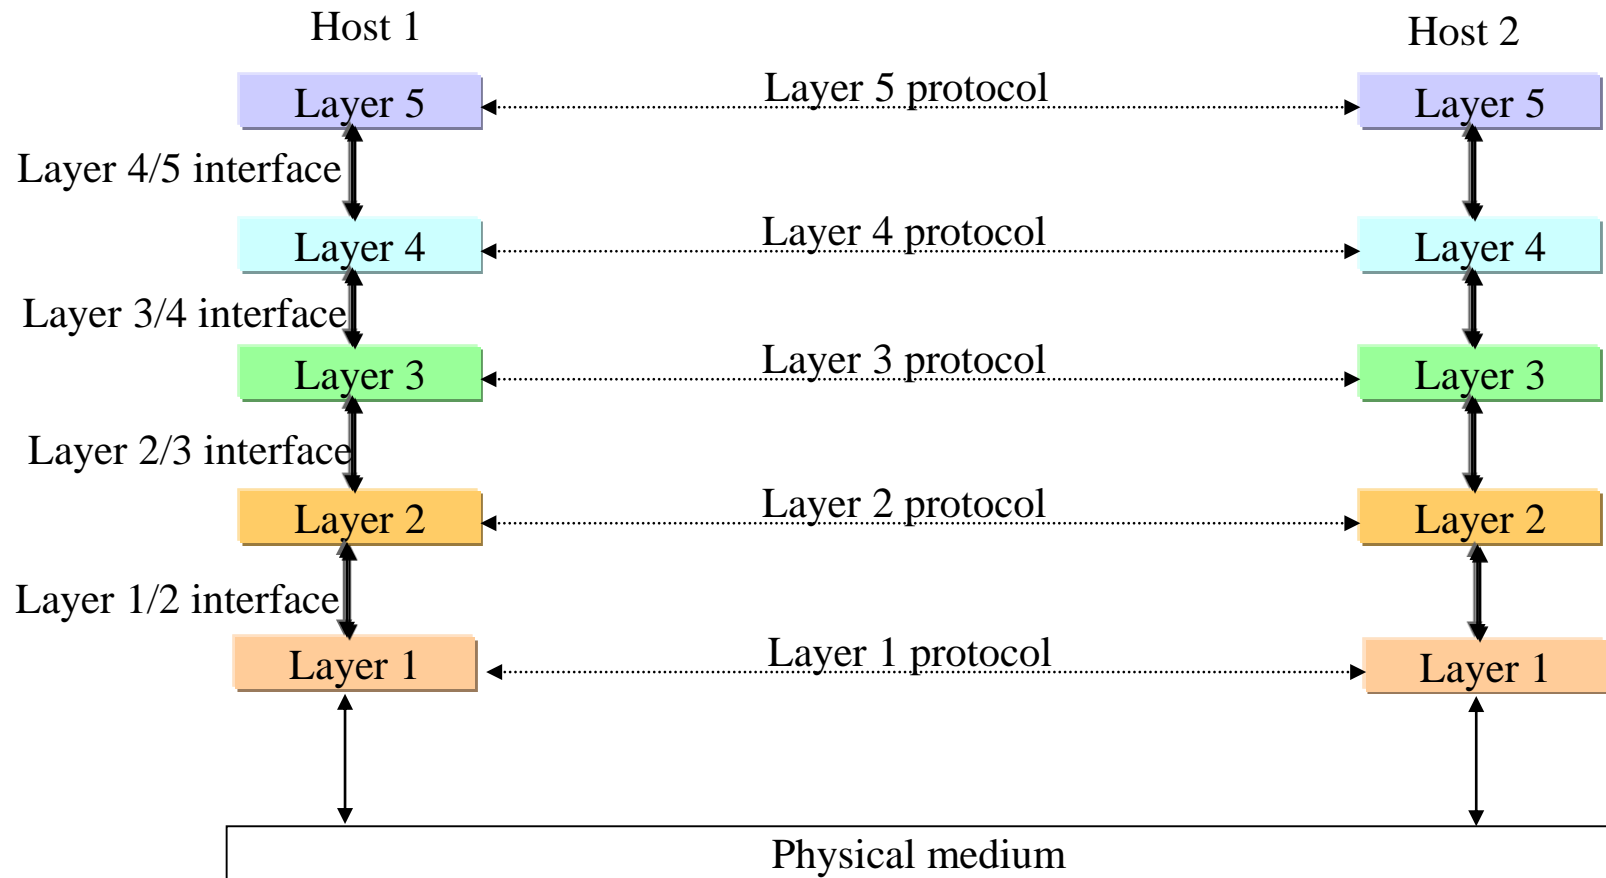 Host 1
Host 2
Layer 5
Layer 5 protocol
Layer 5
Layer 4/5 interface
Layer 4
Layer 4 protocol
Layer 4
Layer 3/4 interface
Layer 3
Layer 3 protocol
Layer 3
Layer 2/3 interface
Layer 2
Layer 2 protocol
Layer 2
Layer 1/2 interface
Layer 1
Layer 1 protocol
Layer 1
Physical medium